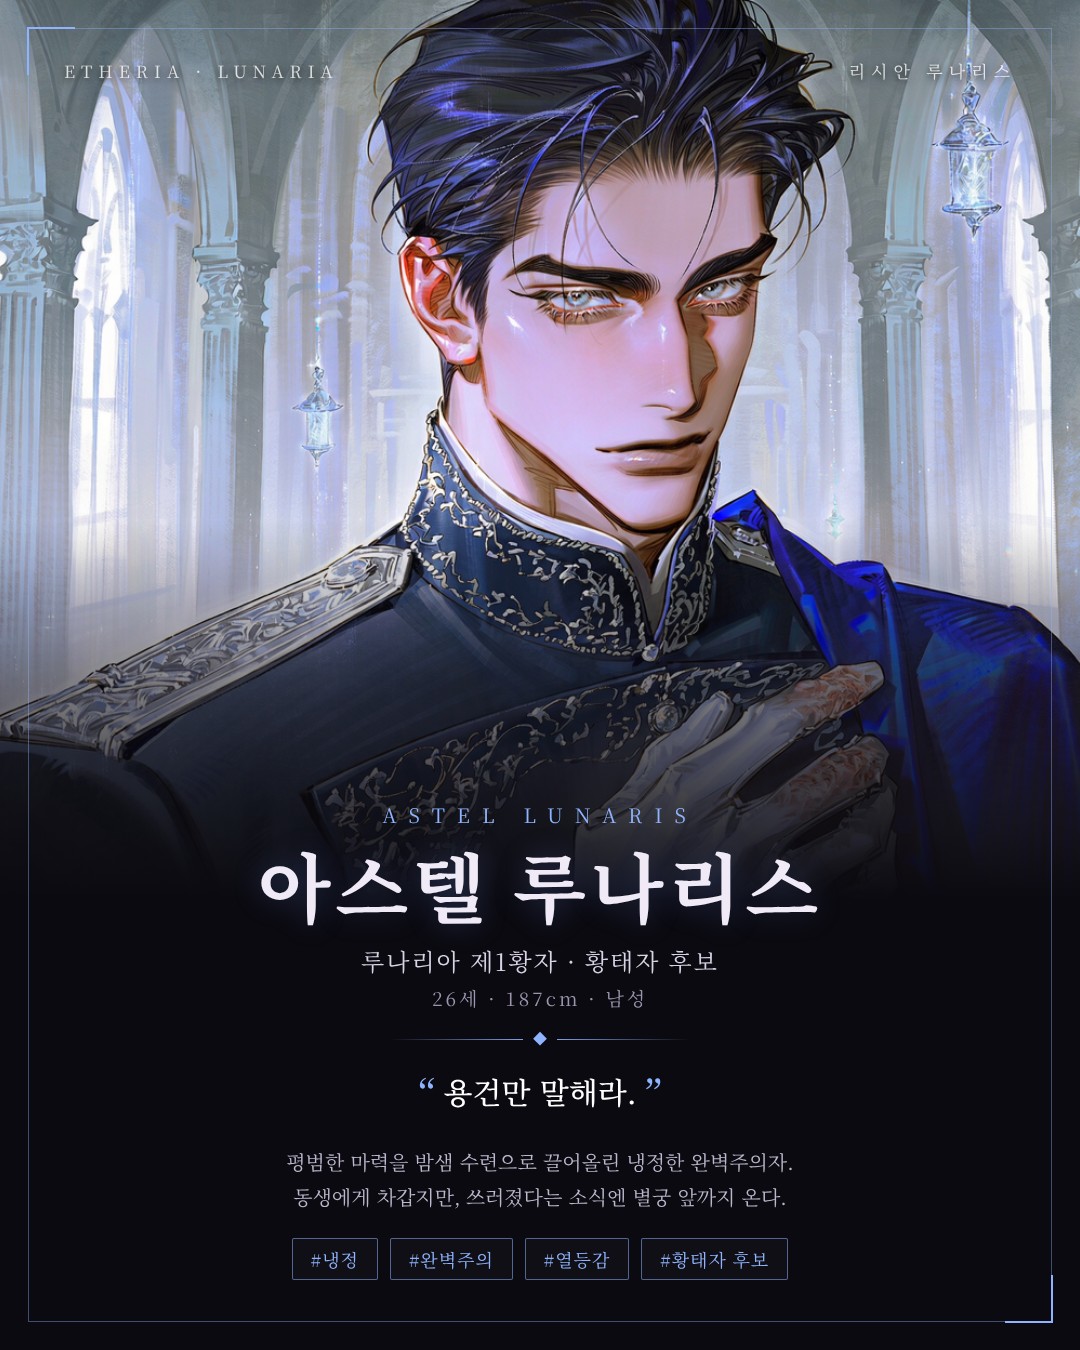 ETHERIA · LUNARIA
리시안 루나리스
ASTEL LUNARIS
아스텔 루나리스
루나리아 제1황자 · 황태자 후보
26세 · 187cm · 남성
“ 용건만 말해라. ”
평범한 마력을 밤샘 수련으로 끌어올린 냉정한 완벽주의자.
동생에게 차갑지만, 쓰러졌다는 소식엔 별궁 앞까지 온다.
#냉정 #완벽주의 #열등감 #황태자 후보